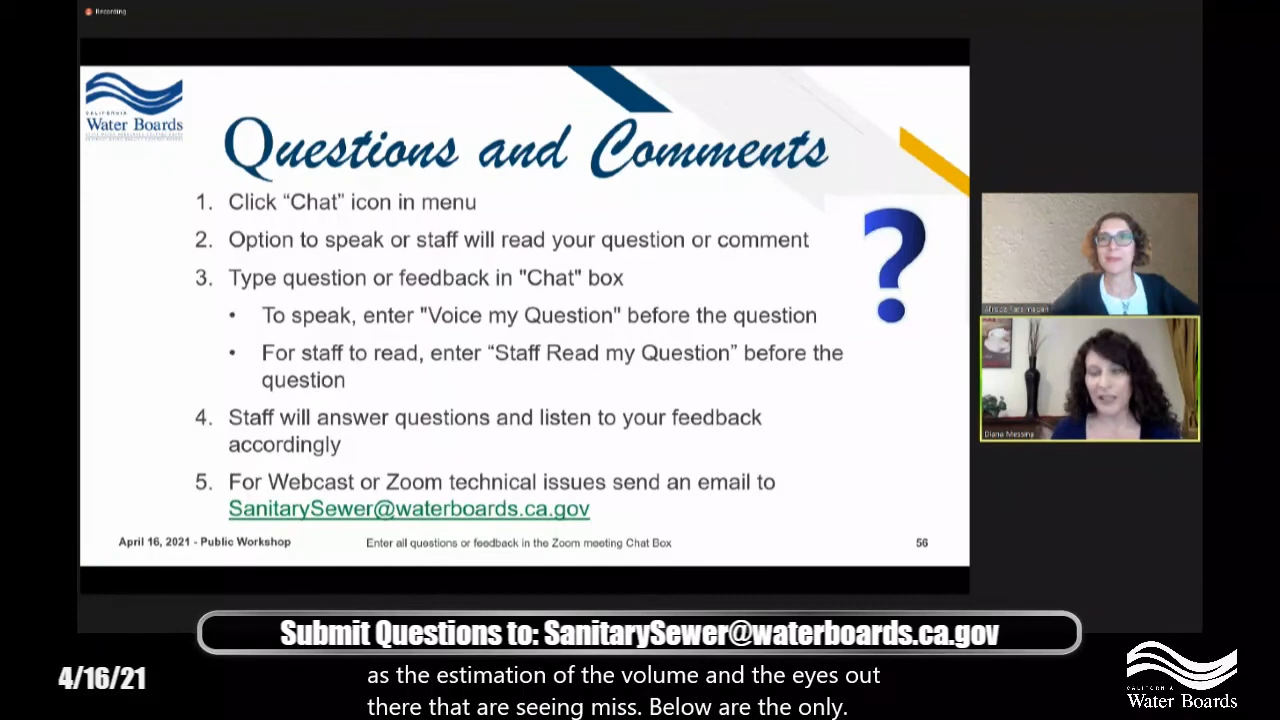 Recording
CALIFORNIA
Water Boards
Questions and Comments
1. Click “Chat” icon in menu
2. Option to speak or staff will read your question or comment
3. Type question or feedback in "Chat" box
• To speak, enter "Voice my Question" before the question
• For staff to read, enter “Staff Read my Question” before the
question
4. Staff will answer questions and listen to your feedback
accordingly
5. For Webcast or Zoom technical issues send an email to
SanitarySewer@waterboards.ca.gov
April 16, 2021 - Public Workshop
Enter all questions or feedback in the Zoom meeting Chat Box
56
Diana Messina
Submit Questions to: SanitarySewer@waterboards.ca.gov
4/16/21
as the estimation of the volume and the eyes out
there that are seeing miss. Below are the only.
CALIFORNIA
Water Boards